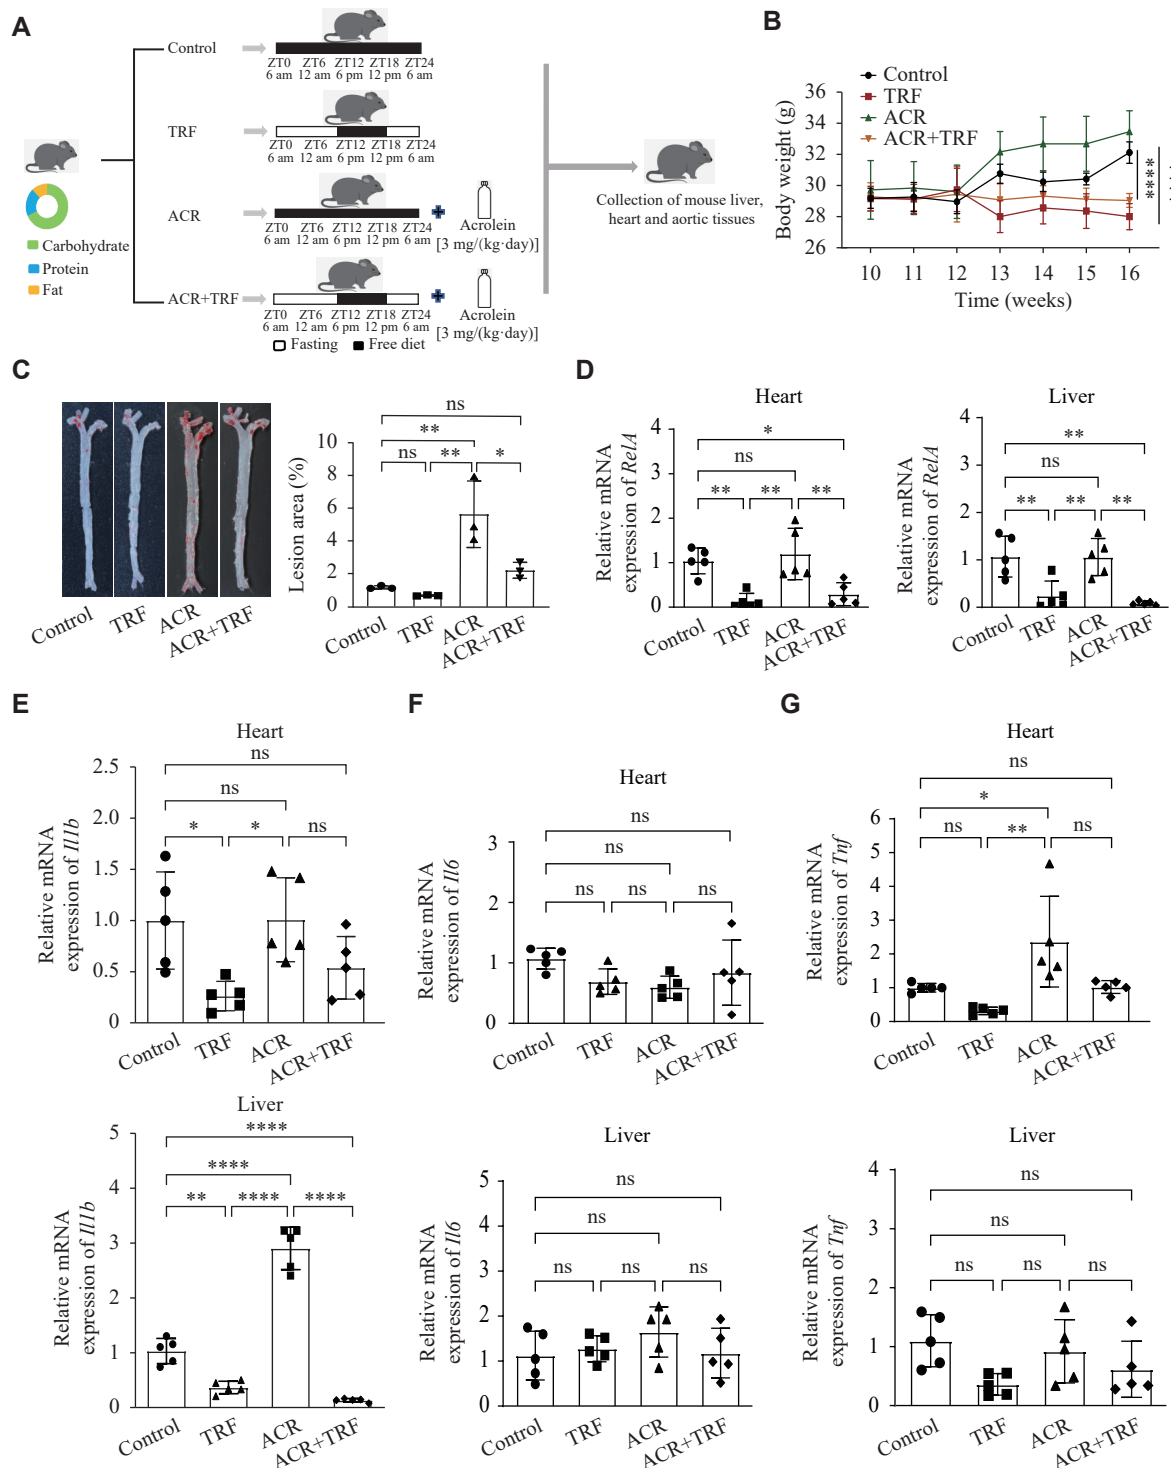 A
Control
ZT0 ZT6 ZT12 ZT18 ZT24
6 am 12 am 6 pm 12 pm 6 am
TRF
ZT0 ZT6 ZT12 ZT18 ZT24
6 am 12 am 6 pm 12 pm 6 am
ACR
ZT0 ZT6 ZT12 ZT18 ZT24
6 am 12 am 6 pm 12 pm 6 am
Acrolein
[3 mg/(kg·day)]
ACR+TRF
ZT0 ZT6 ZT12 ZT18 ZT24
6 am 12 am 6 pm 12 pm 6 am
Acrolein
[3 mg/(kg·day)]
Carbohydrate
Protein
Fat
Fasting Free diet
Collection of mouse liver,
heart and aortic tissues
B
Control
TRF
ACR
ACR+TRF
Body weight (g)
36
34
32
30
28
26
10 11 12 13 14 15 16
Time (weeks)
****
C
Control TRF ACR ACR+TRF
Lesion area (%)
10
8
6
4
2
0
ns
**
ns ** *
Control TRF ACR ACR+TRF
D
Heart
Relative mRNA
expression of RelA
4
2
1
0
*
ns
** ** **
Control TRF ACR ACR+TRF
Liver
Relative mRNA
expression of RelA
4
3
2
1
0
**
ns
** ** **
Control TRF ACR ACR+TRF
E
Heart
Relative mRNA
expression of Il1b
2.5
2.0
1.5
1.0
0.5
0
ns
ns
* * ns
Control TRF ACR ACR+TRF
Liver
Relative mRNA
expression of Il1b
5
4
3
2
1
0
****
****
** **** ****
Control TRF ACR ACR+TRF
F
Heart
Relative mRNA
expression of Il6
3
2
1
0
ns
ns
ns ns ns
Control TRF ACR ACR+TRF
Liver
Relative mRNA
expression of Il6
5
4
3
2
1
0
ns
ns
ns ns ns
Control TRF ACR ACR+TRF
G
Heart
Relative mRNA
expression of Tnf
6
5
4
3
2
1
0
ns
*
ns ** ns
Control TRF ACR ACR+TRF
Liver
Relative mRNA
expression of Tnf
4
3
2
1
0
ns
ns
ns ns ns
Control TRF ACR ACR+TRF